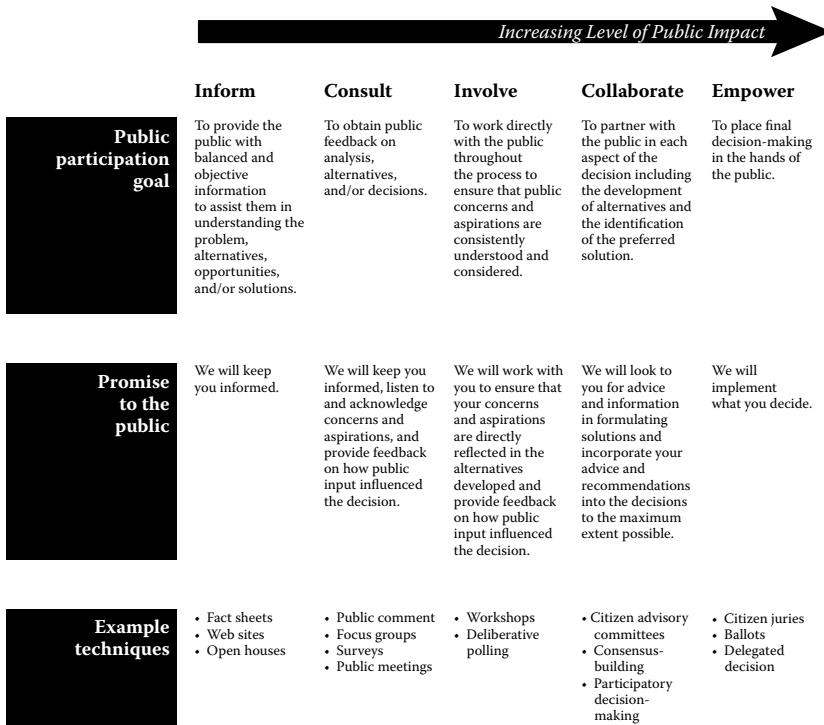 Increasing Level of Public Impact
Inform
Consult
Involve
Collaborate
Empower
Public
participation
goal
To provide the
public with
balanced and
objective
information
to assist them in
understanding the
problem,
alternatives,
opportunities,
and/or solutions.
To obtain public
feedback on
analysis,
alternatives,
and/or decisions.
To work directly
with the public
throughout
the process to
ensure that public
concerns and
aspirations are
consistently
understood and
considered.
To partner with
the public in each
aspect of the
decision including
the development
of alternatives and
the identification
of the preferred
solution.
To place final
decision-making
in the hands of
the public.
Promise
to the
public
We will keep
you informed.
We will keep you
informed, listen to
and acknowledge
concerns and
aspirations, and
provide feedback
on how public
input influenced
the decision.
We will work with
you to ensure that
your concerns
and aspirations
are directly
reflected in the
alternatives
developed and
provide feedback
on how public
input influenced
the decision.
We will look to
you for advice
and information
in formulating
solutions and
incorporate your
advice and
recommendations
into the decisions
to the maximum
extent possible.
We will
implement
what you decide.
Example
techniques
• Fact sheets
• Web sites
• Open houses
• Public comment
• Focus groups
• Surveys
• Public meetings
• Workshops
• Deliberative
polling
• Citizen advisory
committees
• Consensus-
building
• Participatory
decision-
making
• Citizen juries
• Ballots
• Delegated
decision